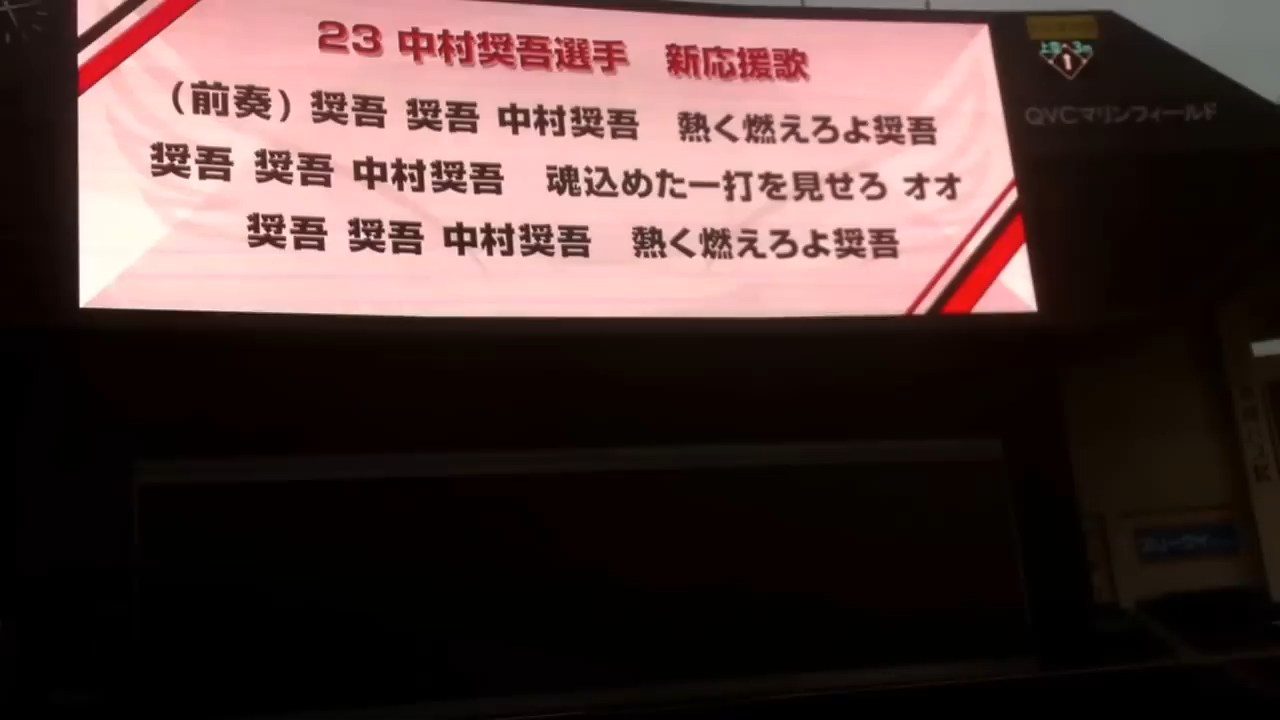 23 中村奨吾選手　新応援歌
(前奏) 奨吾 奨吾 中村奨吾　熱く燃えろよ奨吾
奨吾 奨吾 中村奨吾　魂込めた一打を見せろ オオ
奨吾 奨吾 中村奨吾　熱く燃えろよ奨吾
1
QVCマリンフィールド